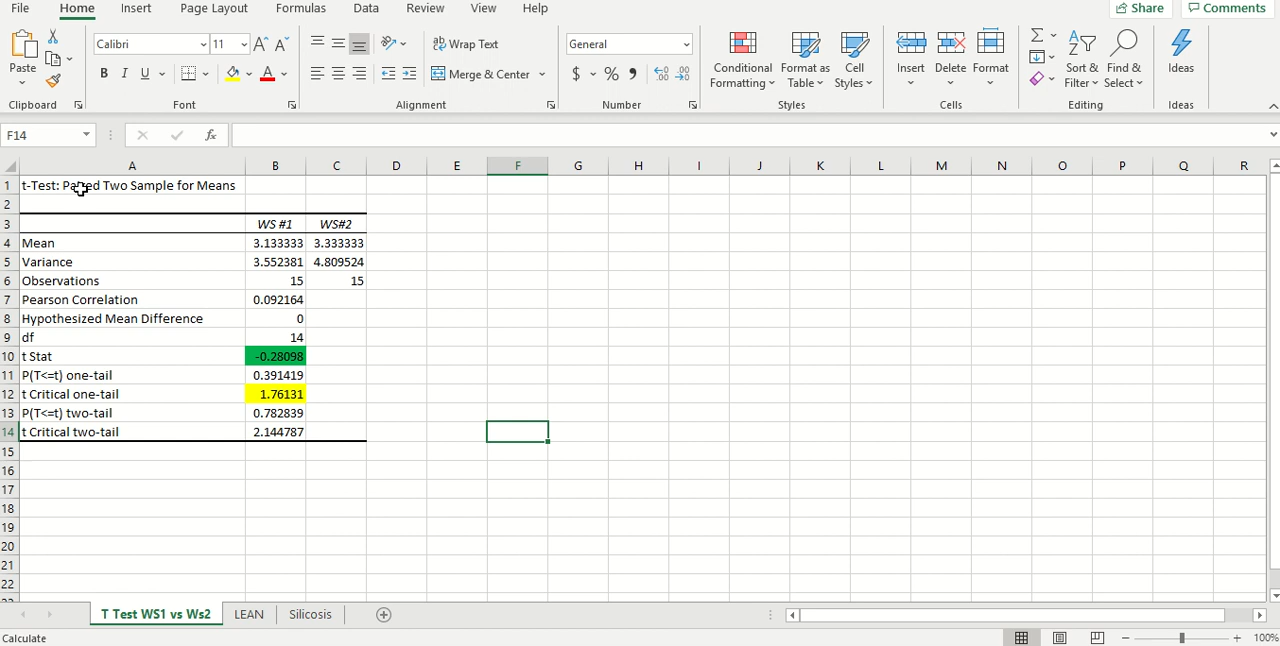 File Home Insert Page Layout Formulas Data Review View Help Share Comments
Paste Calibri 11 A A Wrap Text General Conditional Formatting Format as Table Cell Styles Insert Delete Format Sort & Filter Find & Select Ideas
B I U A Merge & Center $ % , .00
Clipboard Font Alignment Number Styles Cells Editing Ideas
F14 fx
A B C D E F G H I J K L M N O P Q R
1 t-Test: Paired Two Sample for Means
2
3 WS #1 WS#2
4 Mean 3.133333 3.333333
5 Variance 3.552381 4.809524
6 Observations 15 15
7 Pearson Correlation 0.092164
8 Hypothesized Mean Difference 0
9 df 14
10 t Stat -0.28098
11 P(T<=t) one-tail 0.391419
12 t Critical one-tail 1.76131
13 P(T<=t) two-tail 0.782839
14 t Critical two-tail 2.144787
15
16
17
18
19
20
21
22
T Test WS1 vs Ws2 LEAN Silicosis
Calculate 100%